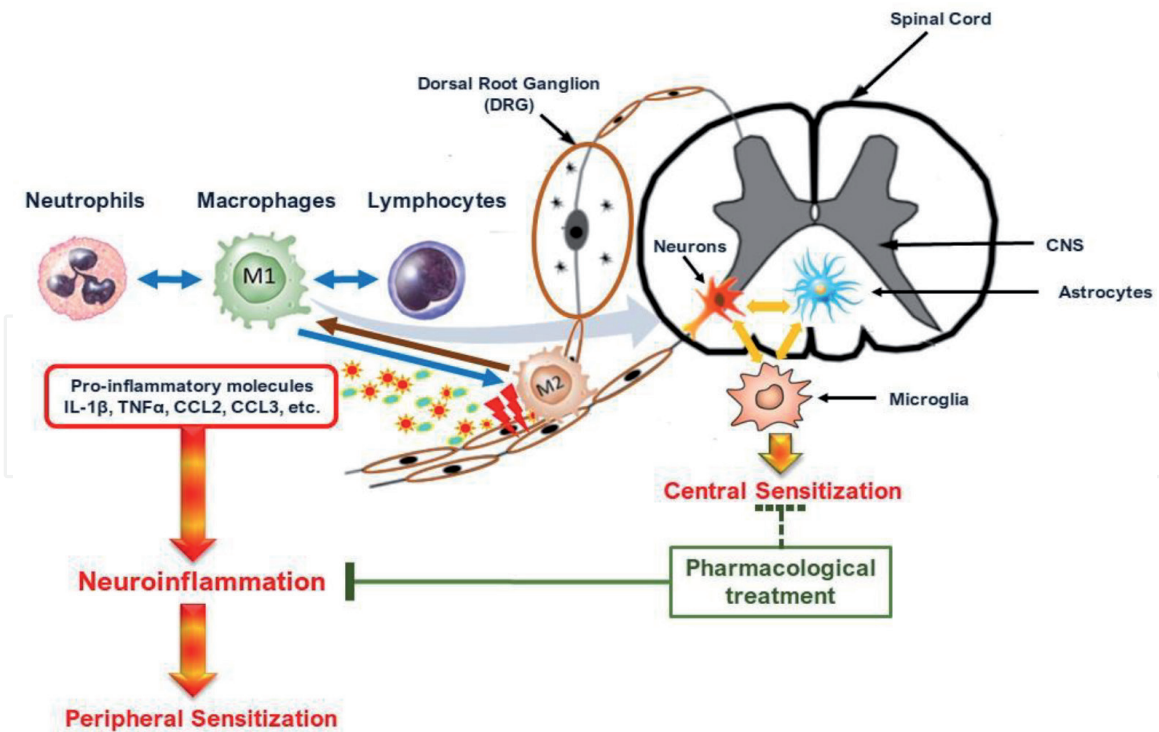 Spinal Cord
Dorsal Root Ganglion
(DRG)
Neutrophils
Macrophages
Lymphocytes
M1
Neurons
CNS
Astrocytes
M2
Pro-inflammatory molecules
IL-1β, TNFα, CCL2, CCL3, etc.
Microglia
Central Sensitization
Neuroinflammation
Pharmacological
treatment
Peripheral Sensitization